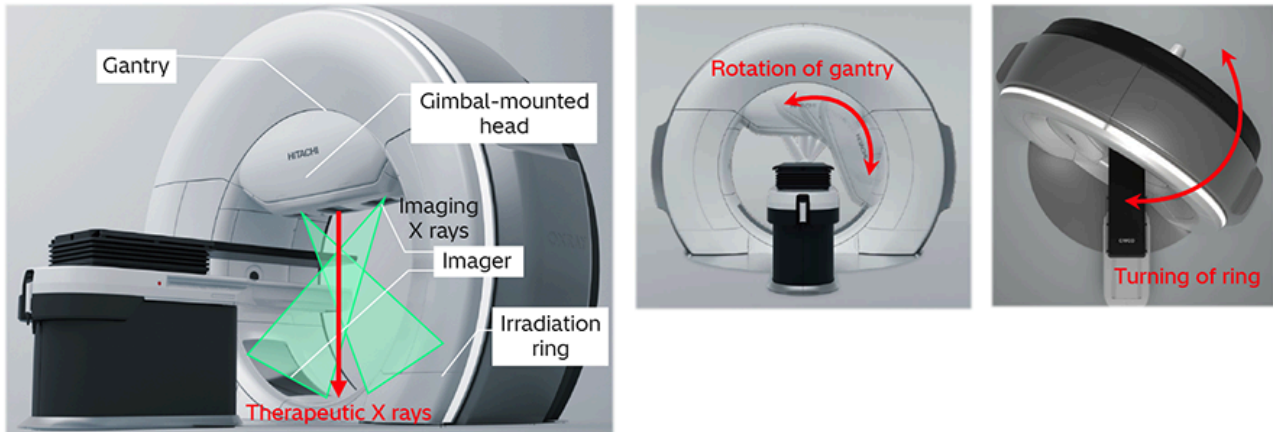 Gantry
Gimbal-mounted
head
HITACHI
Imaging
X rays
Imager
Irradiation
ring
Therapeutic X rays
Rotation of gantry
Turning of ring